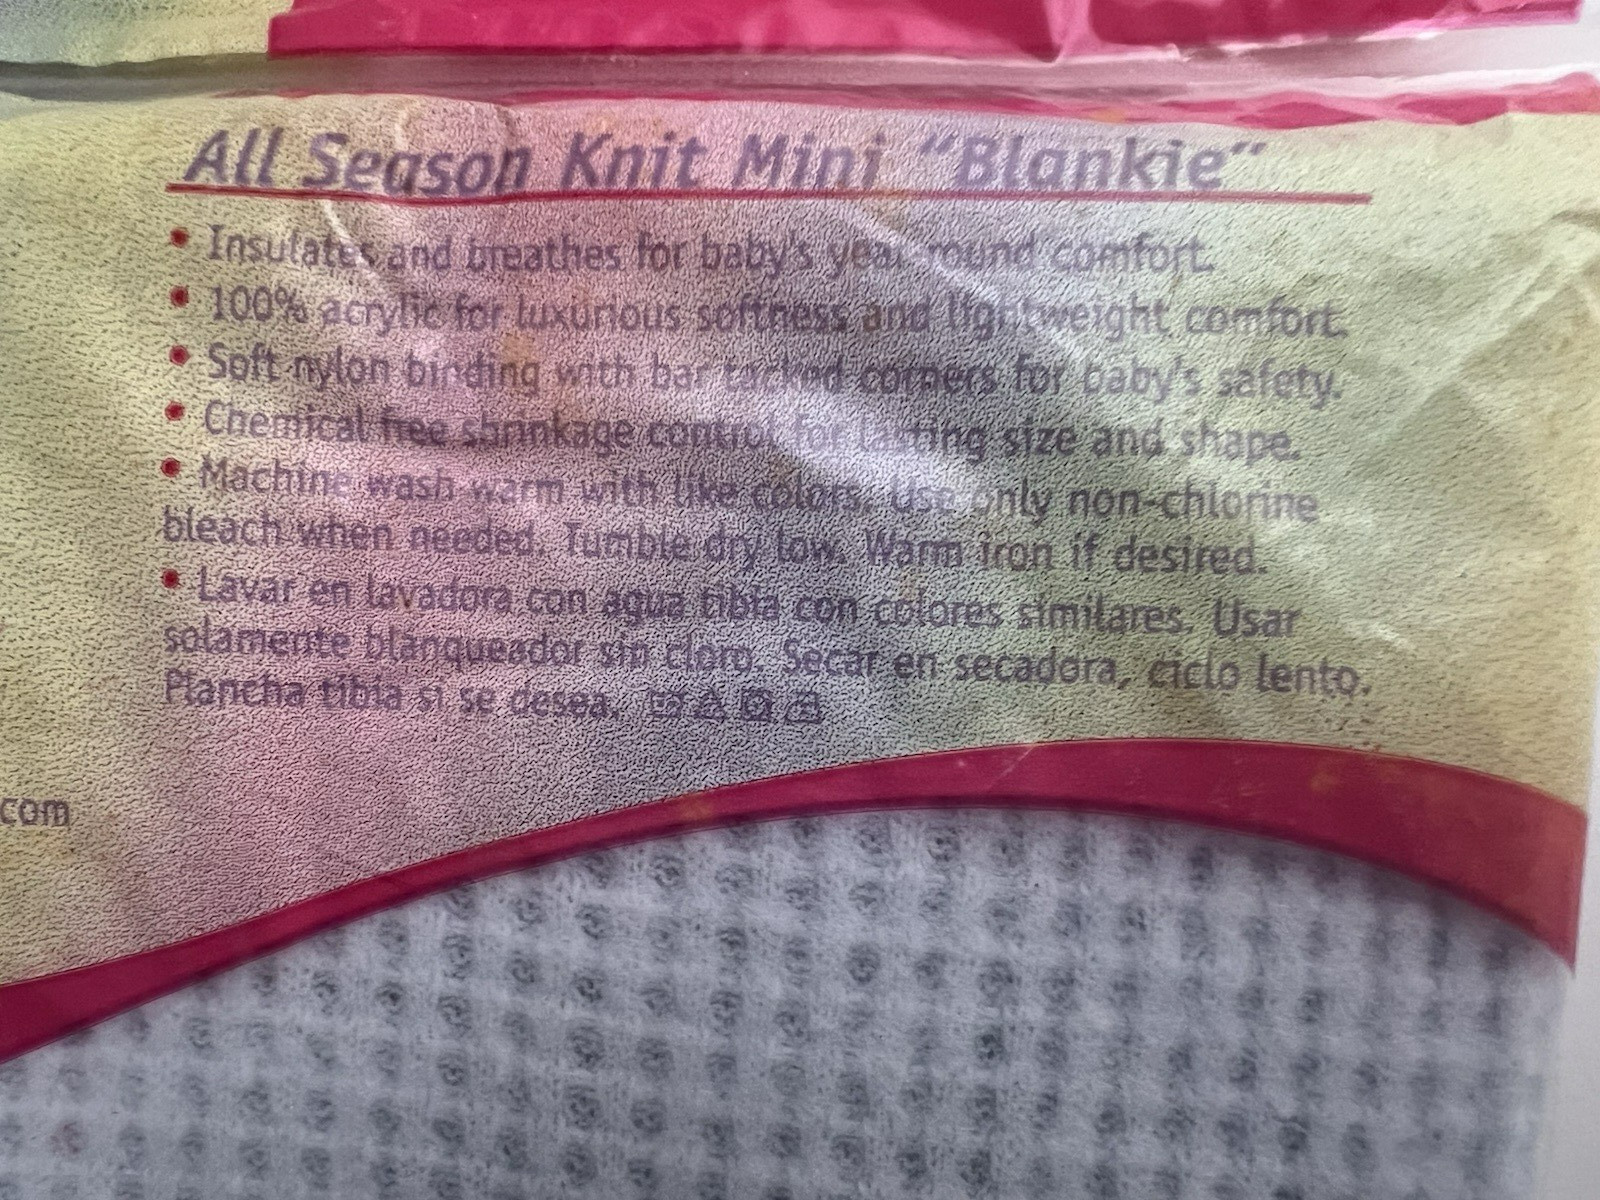 All Season Knit Mini "Blankie"
• Insulates and breathes for baby's year round comfort.
• 100% acrylic for luxurious softness and lightweight comfort.
• Soft nylon binding with bar tacked corners for baby's safety.
• Chemical free shrinkage control for lasting size and shape.
• Machine wash warm with like colors. Use only non-chlorine
bleach when needed. Tumble dry low. Warm iron if desired.
• Lavar en lavadora con agua tibia con colores similares. Usar
solamente blanqueador sin cloro. Secar en secadora, ciclo lento.
Plancha tibia si se desea.
com